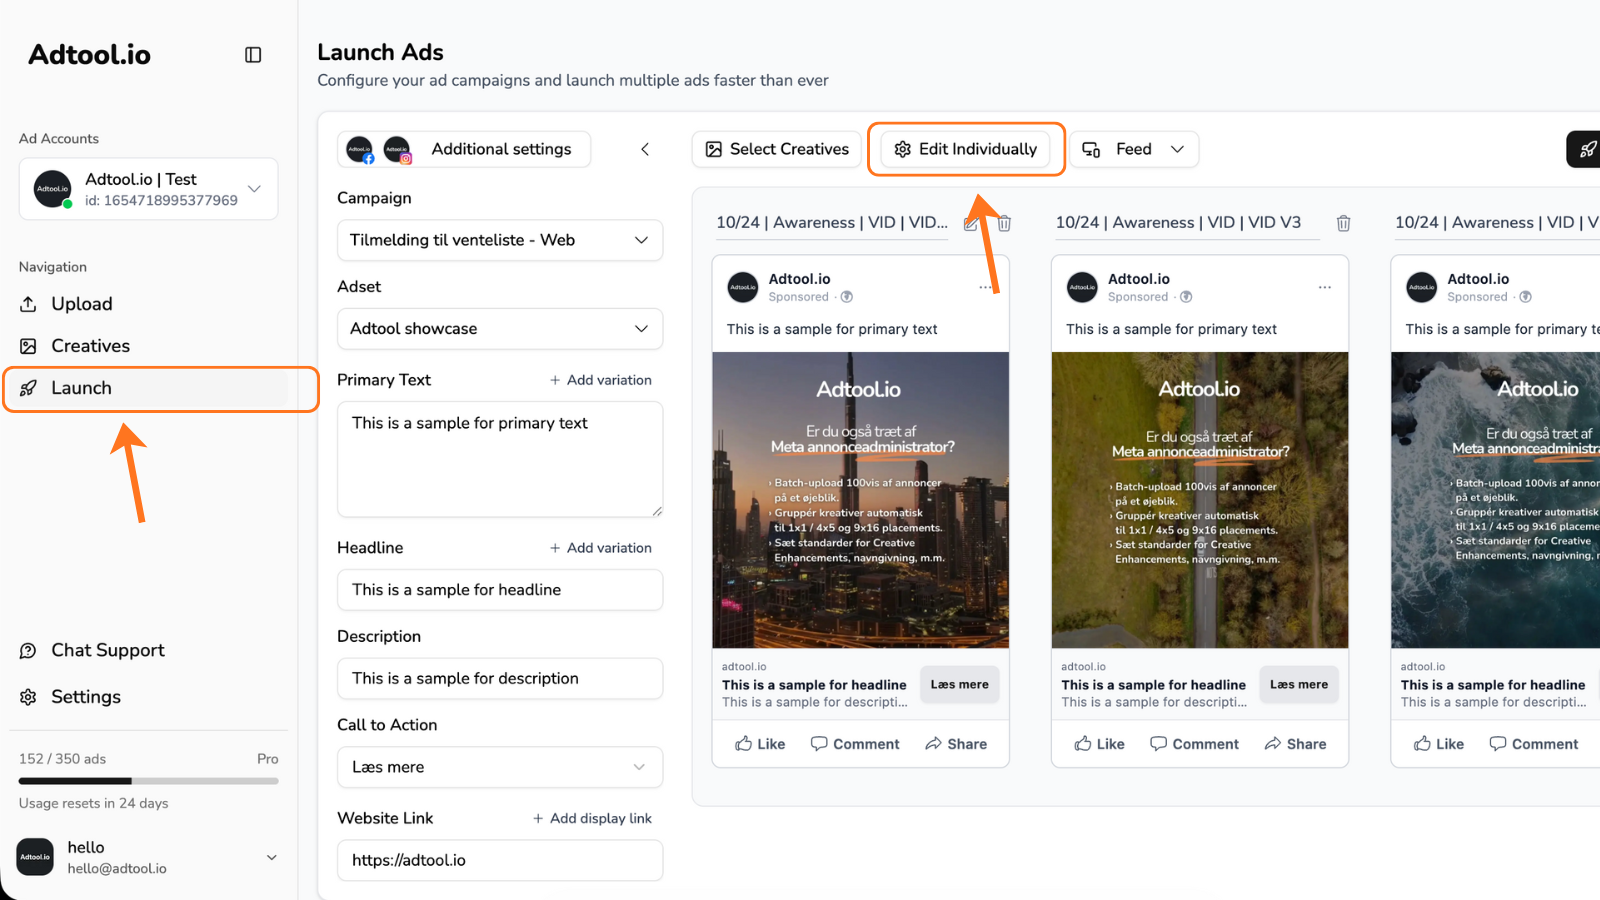 Adtool.io
Ad Accounts
Adtool.io | Test
id: 1654718995377969
Navigation
Upload
Creatives
Launch
Chat Support
Settings
152 / 350 ads
Pro
Usage resets in 24 days
hello
hello@adtool.io
Launch Ads
Configure your ad campaigns and launch multiple ads faster than ever
Additional settings
Campaign
Tilmelding til venteliste - Web
Adset
Adtool showcase
Primary Text
+ Add variation
This is a sample for primary text
Headline
+ Add variation
This is a sample for headline
Description
This is a sample for description
Call to Action
Læs mere
Website Link
+ Add display link
https://adtool.io
Select Creatives
Edit Individually
Feed
10/24 | Awareness | VID | VID...
Adtool.io
Sponsored ·
This is a sample for primary text
Adtool.io
Er du også træt af
Meta annonceadministrator?
› Batch-upload 100vis af annoncer
på et øjeblik.
› Gruppér kreativer automatisk
til 1x1 / 4x5 og 9x16 placements.
› Sæt standarder for Creative
Enhancements, navngivning, m.m.
adtool.io
This is a sample for headline
This is a sample for descripti...
Læs mere
Like
Comment
Share
10/24 | Awareness | VID | VID V3
Adtool.io
Sponsored ·
This is a sample for primary text
Adtool.io
Er du også træt af
Meta annonceadministrator?
› Batch-upload 100vis af annoncer
på et øjeblik.
› Gruppér kreativer automatisk
til 1x1 / 4x5 og 9x16 placements.
› Sæt standarder for Creative
Enhancements, navngivning, m.m.
adtool.io
This is a sample for headline
This is a sample for descripti...
Læs mere
Like
Comment
Share
10/24 | Awareness | VID | V
Adtool.io
Sponsored ·
This is a sample for primary te
Adtool.io
Er du også træt af
Meta annonceadministra
› Batch-upload 100vis af annon
på et øjeblik.
› Gruppér kreativer automatisk
til 1x1 / 4x5 og 9x16 placeme
› Sæt standarder for Creative
Enhancements, navngivning,
adtool.io
This is a sample for headline
This is a sample for descripti...
Like
Comment